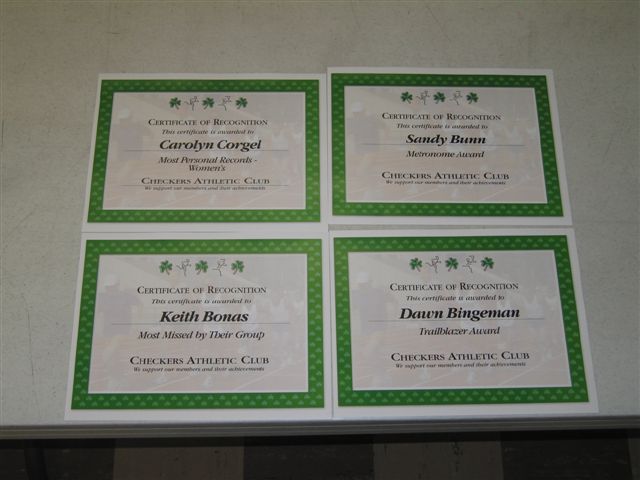 CERTIFICATE OF RECOGNITION
This certificate is awarded to
Carolyn Corgel
Most Personal Records -
Women's
CHECKERS ATHLETIC CLUB
We support our members and their achievements
CERTIFICATE OF RECOGNITION
This certificate is awarded to
Sandy Bunn
Metronome Award
CHECKERS ATHLETIC CLUB
We support our members and their achievements
CERTIFICATE OF RECOGNITION
This certificate is awarded to
Keith Bonas
Most Missed by Their Group
CHECKERS ATHLETIC CLUB
We support our members and their achievements
CERTIFICATE OF RECOGNITION
This certificate is awarded to
Dawn Bingeman
Trailblazer Award
CHECKERS ATHLETIC CLUB
We support our members and their achievements